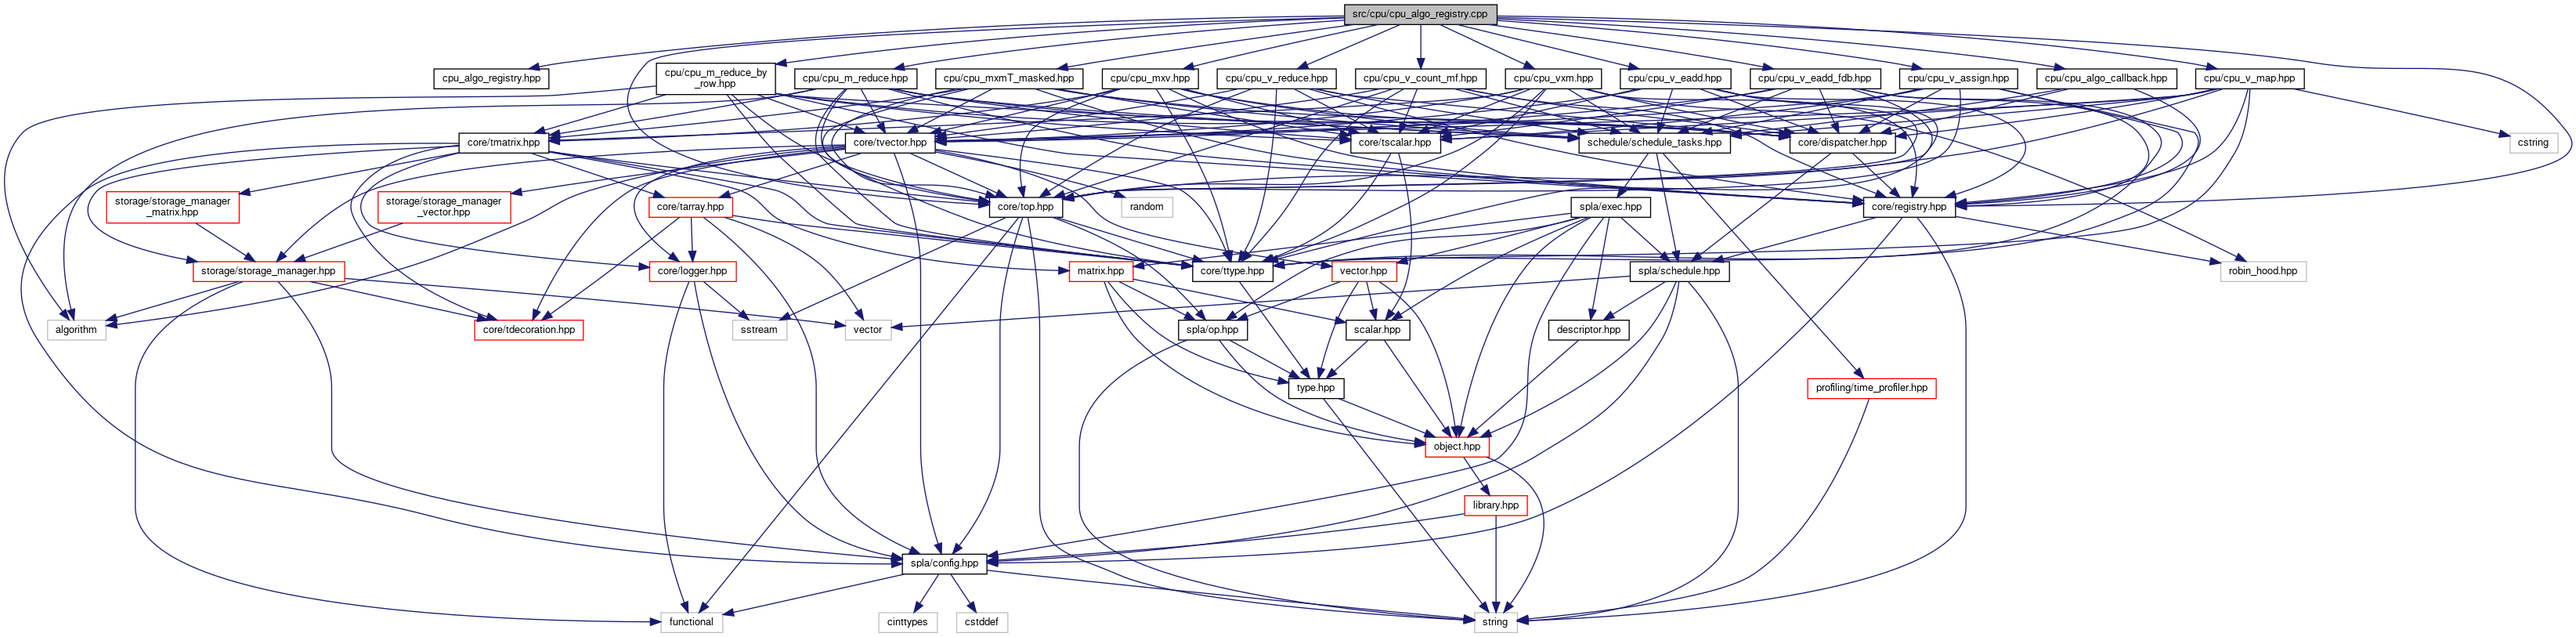 src/cpu/cpu_algo_registry.cpp
cpu_algo_registry.hpp
cpu/cpu_m_reduce_by
_row.hpp
cpu/cpu_m_reduce.hpp
cpu/cpu_mxmT_masked.hpp
cpu/cpu_mxv.hpp
cpu/cpu_v_reduce.hpp
cpu/cpu_v_count_mf.hpp
cpu/cpu_vxm.hpp
cpu/cpu_v_eadd.hpp
cpu/cpu_v_eadd_fdb.hpp
cpu/cpu_v_assign.hpp
cpu/cpu_algo_callback.hpp
cpu/cpu_v_map.hpp
core/tmatrix.hpp
core/tvector.hpp
core/tscalar.hpp
schedule/schedule_tasks.hpp
core/dispatcher.hpp
cstring
storage/storage_manager
_matrix.hpp
storage/storage_manager
_vector.hpp
core/tarray.hpp
random
core/top.hpp
spla/exec.hpp
core/registry.hpp
storage/storage_manager.hpp
core/logger.hpp
matrix.hpp
core/ttype.hpp
vector.hpp
spla/schedule.hpp
robin_hood.hpp
algorithm
core/tdecoration.hpp
sstream
vector
spla/op.hpp
scalar.hpp
descriptor.hpp
type.hpp
profiling/time_profiler.hpp
object.hpp
library.hpp
spla/config.hpp
functional
cinttypes
cstddef
string